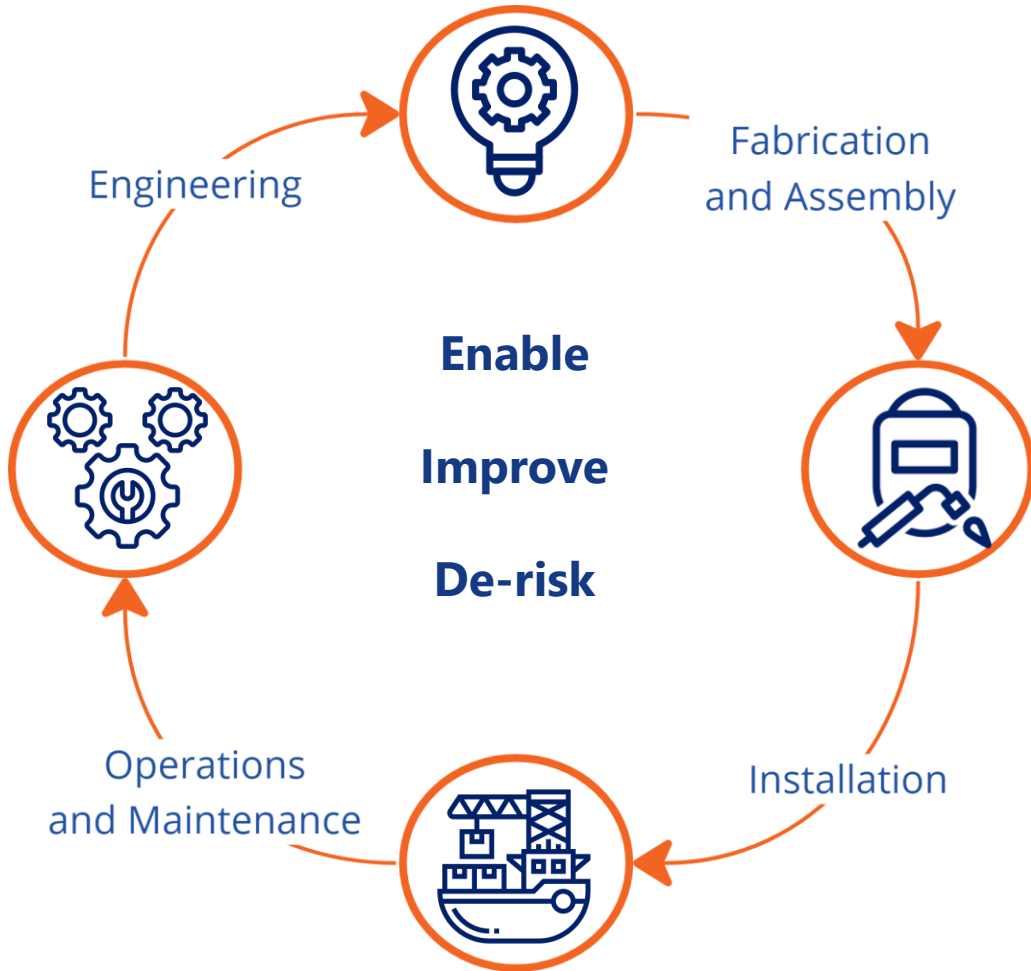 Engineering
Fabrication
and Assembly
Enable
Improve
De-risk
Operations
and Maintenance
Installation